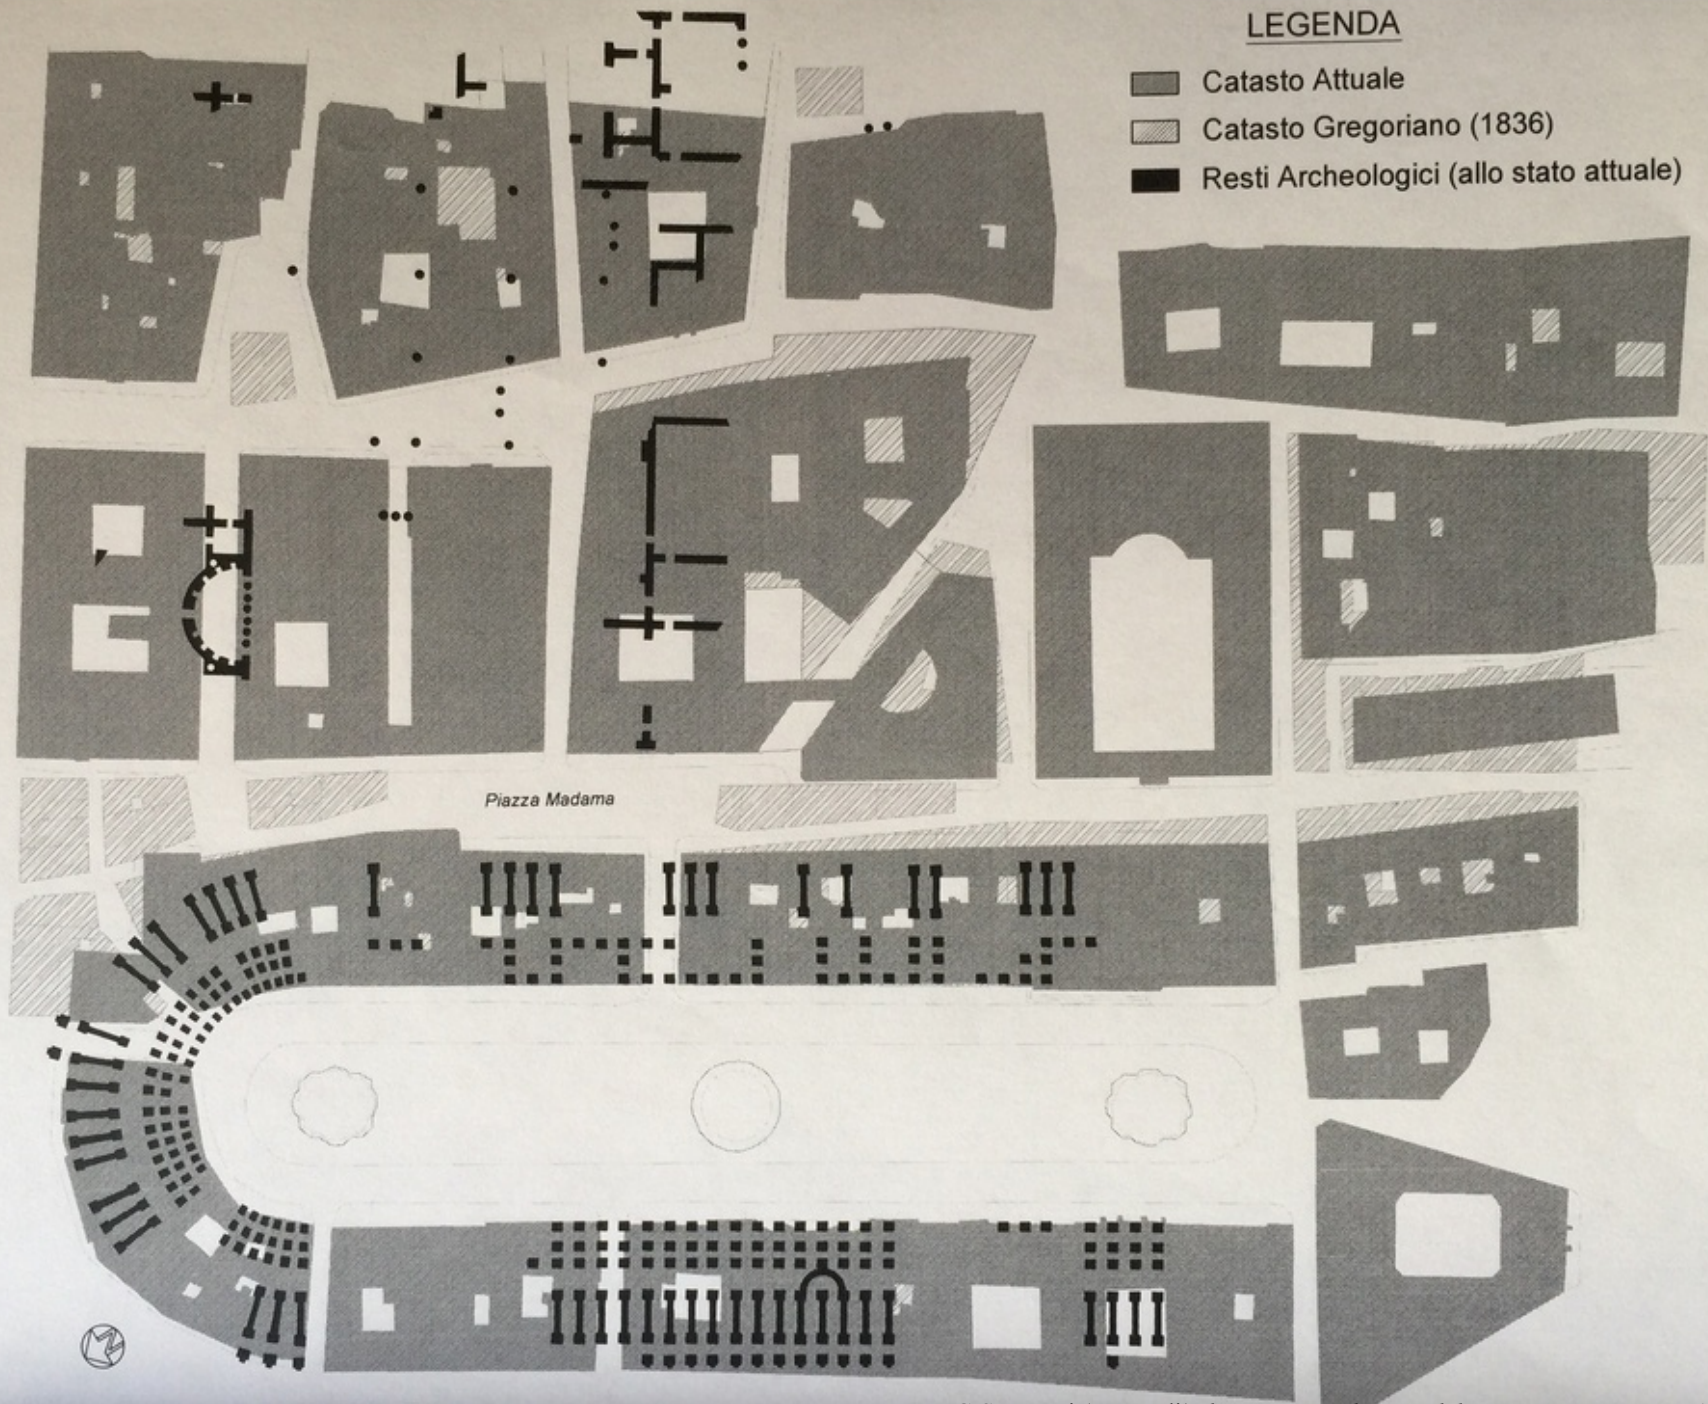 LEGENDA
Catasto Attuale
Catasto Gregoriano (1836)
Resti Archeologici (allo stato attuale)
Piazza Madama